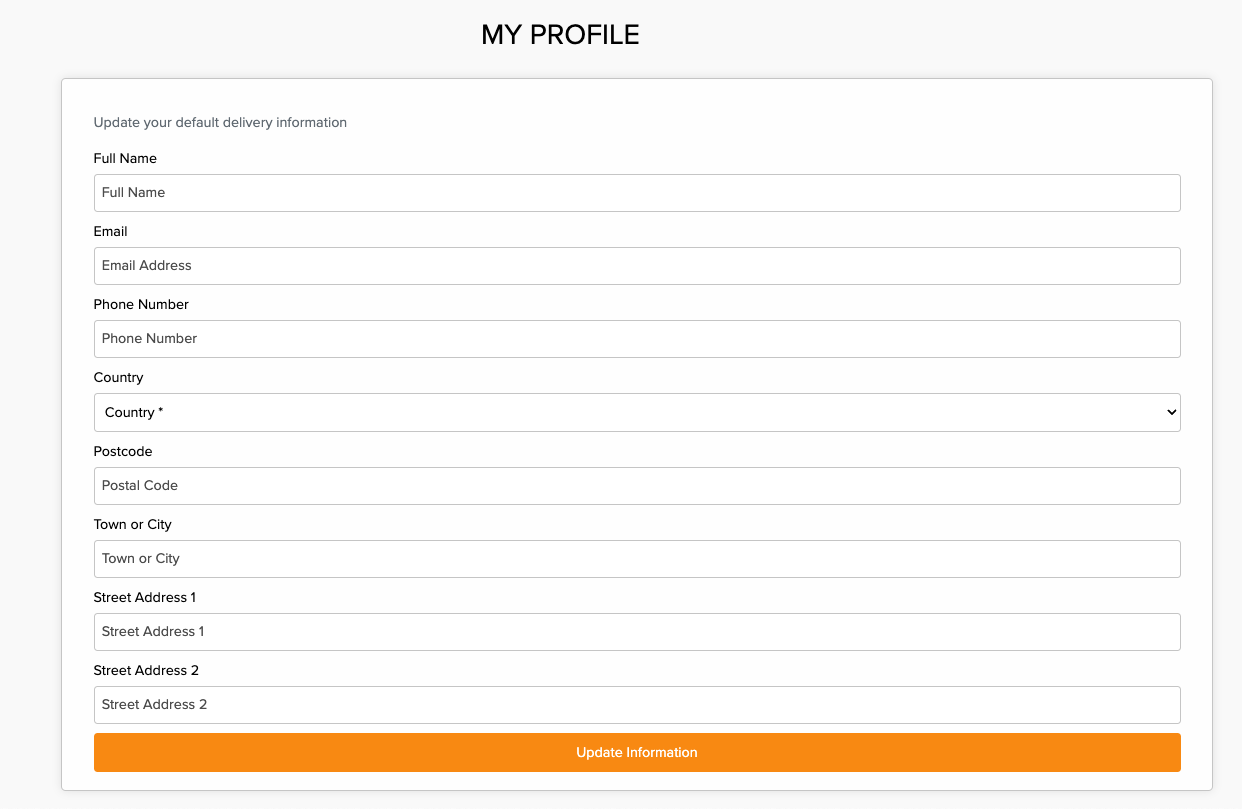 MY PROFILE
Update your default delivery information
Full Name
Full Name
Email
Email Address
Phone Number
Phone Number
Country
Country *
Postcode
Postal Code
Town or City
Town or City
Street Address 1
Street Address 1
Street Address 2
Street Address 2
Update Information